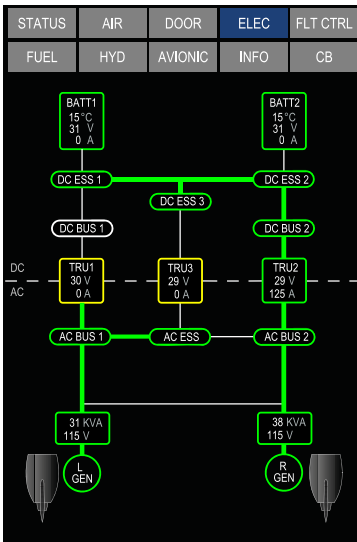 STATUS AIR DOOR ELEC FLT CTRL
FUEL HYD AVIONIC INFO CB
BATT1 BATT2
15°C 15°C
31 V 31 V
0 A 0 A
DC ESS 1 DC ESS 2
DC ESS 3
DC BUS 1 DC BUS 2
DC TRU1 TRU3 TRU2
30 V 29 V 29 V
AC 0 A 0 A 125 A
AC BUS 1 AC ESS AC BUS 2
31 KVA 38 KVA
115 V 115 V
L R
GEN GEN